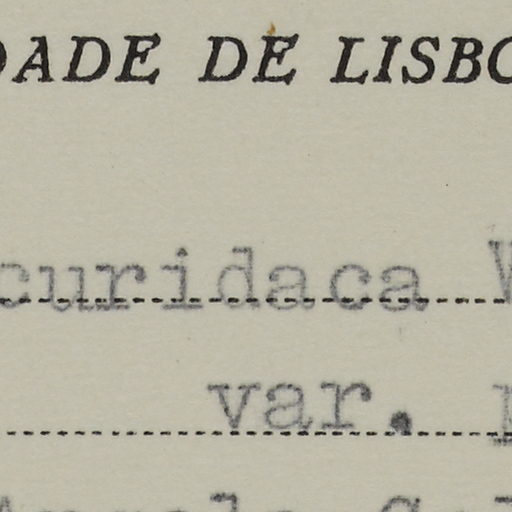 DADE DE LISBO
curidaca
var.